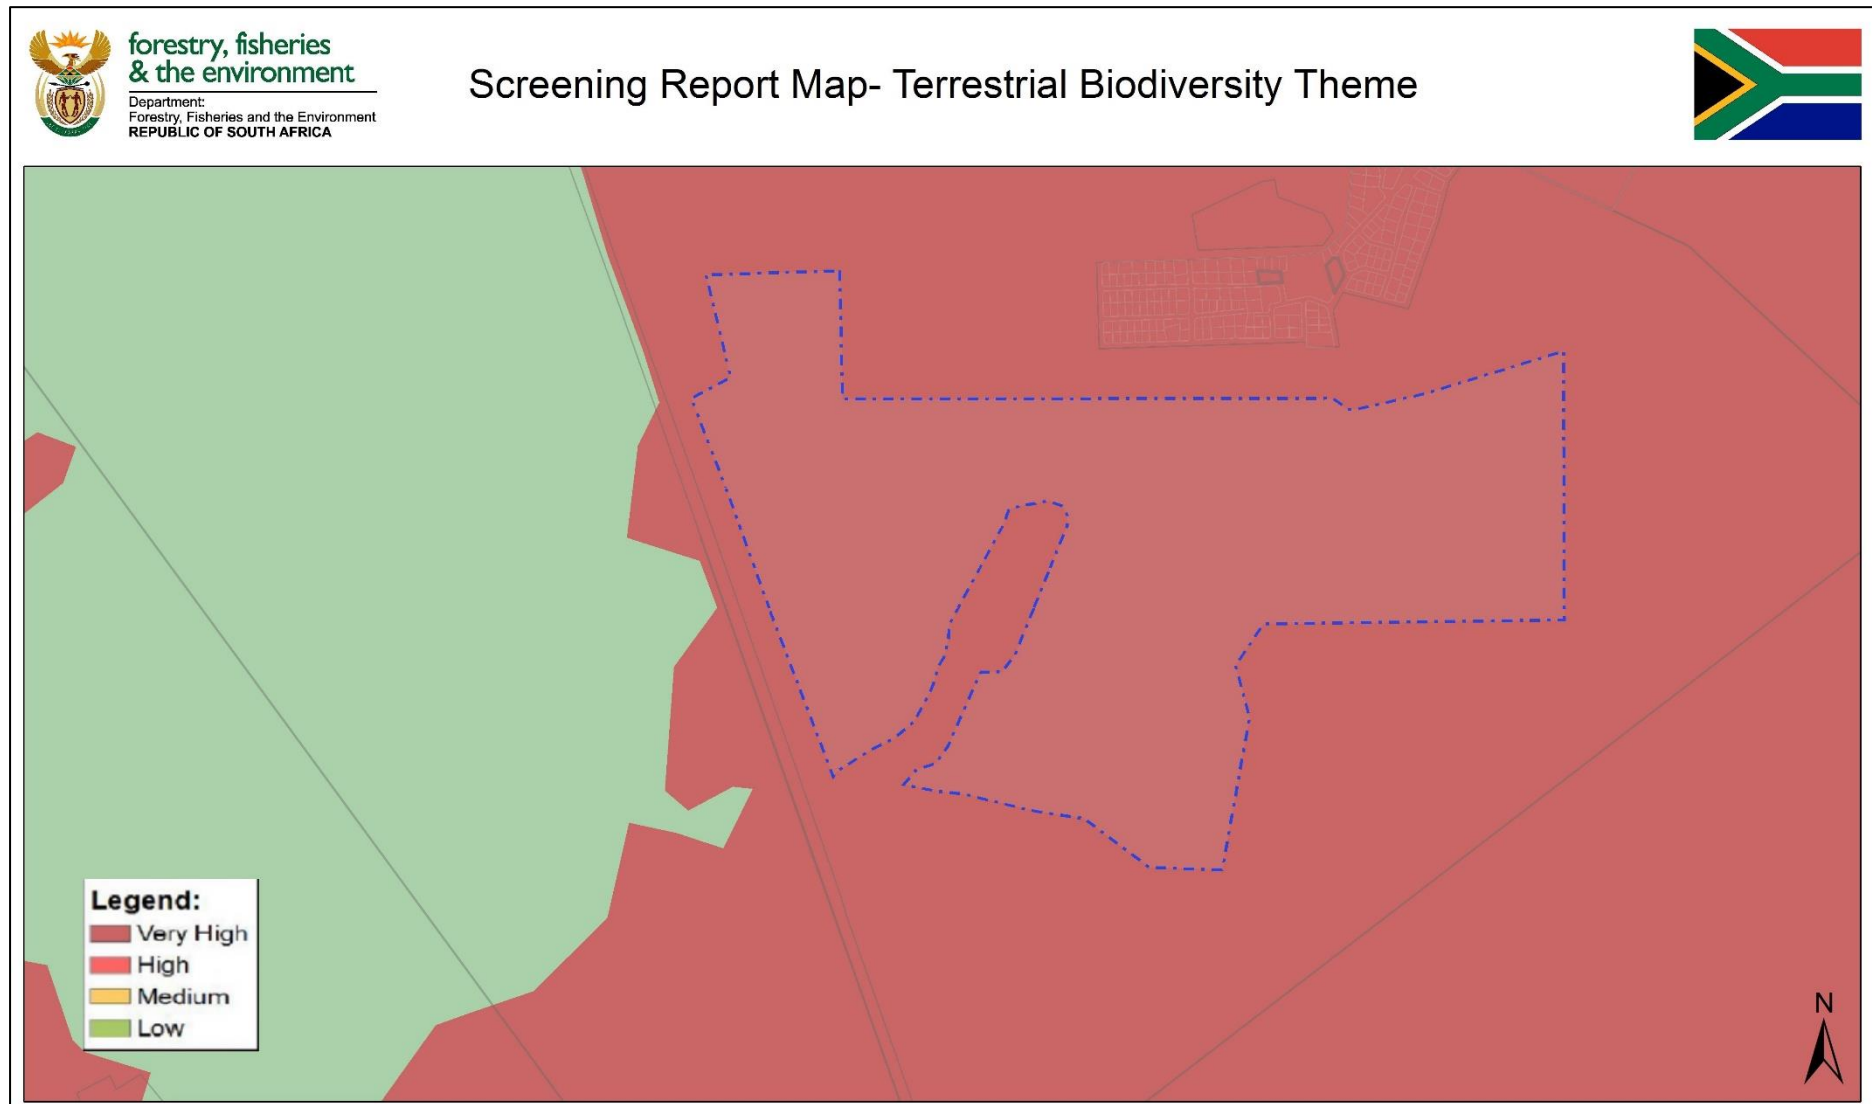 forestry, fisheries
& the environment
Department:
Forestry, Fisheries and the Environment
REPUBLIC OF SOUTH AFRICA
Screening Report Map- Terrestrial Biodiversity Theme
Legend:
Very High
High
Medium
Low
N